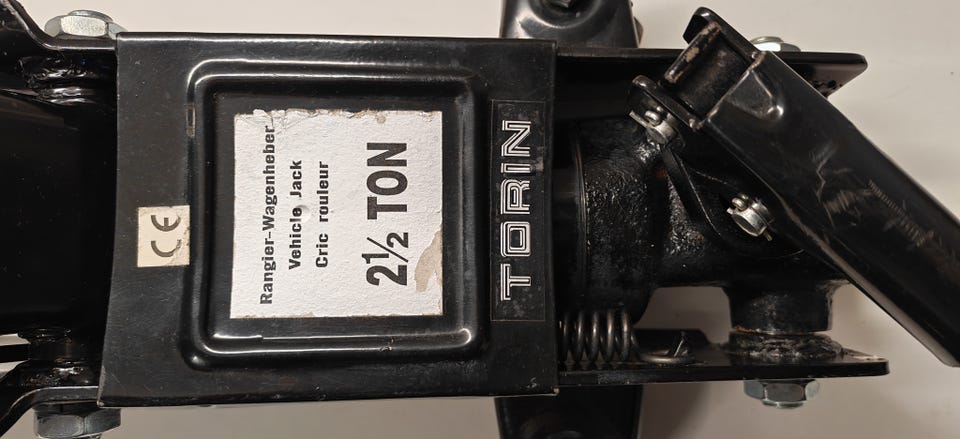 CE
Rangier-Wagenheber
Vehicle Jack
Cric rouleur
2½ TON
TORIN